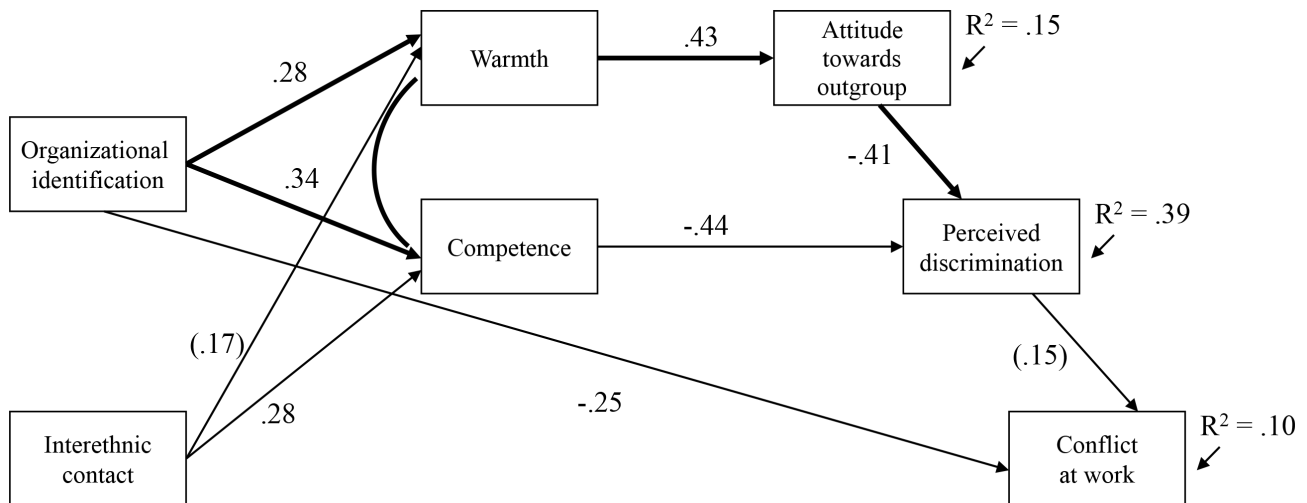 Warmth
.43
Attitude
towards
outgroup
R² = .15
.28
Organizational
identification
.34
-.41
Competence
-.44
Perceived
discrimination
R² = .39
(.17)
(.15)
.28
-.25
Interethnic
contact
Conflict
at work
R² = .10